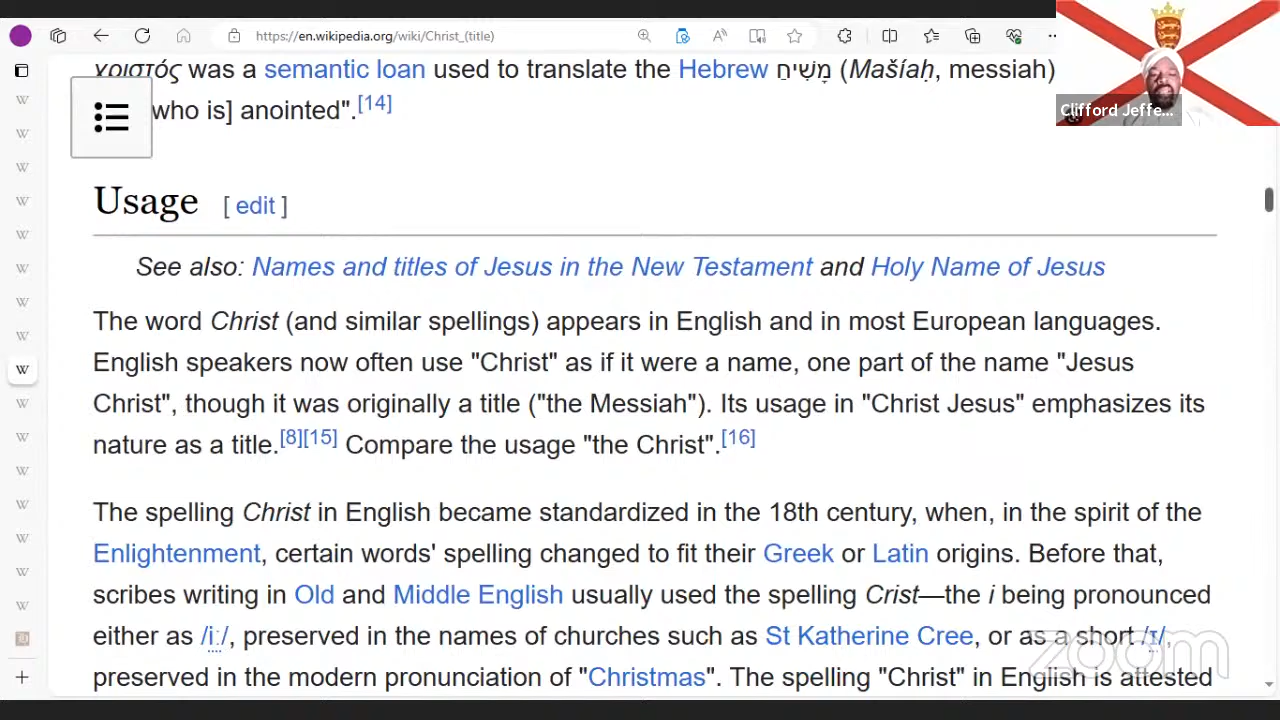 https://en.wikipedia.org/wiki/Christ_(title)
Clifford Jeffe...
χριστός was a semantic loan used to translate the Hebrew מָשִׁיחַ (Mašíaḥ, messiah)
who is] anointed".[14]
Usage [ edit ]
See also: Names and titles of Jesus in the New Testament and Holy Name of Jesus
The word Christ (and similar spellings) appears in English and in most European languages.
English speakers now often use "Christ" as if it were a name, one part of the name "Jesus
Christ", though it was originally a title ("the Messiah"). Its usage in "Christ Jesus" emphasizes its
nature as a title.[8][15] Compare the usage "the Christ".[16]
The spelling Christ in English became standardized in the 18th century, when, in the spirit of the
Enlightenment, certain words' spelling changed to fit their Greek or Latin origins. Before that,
scribes writing in Old and Middle English usually used the spelling Crist—the i being pronounced
either as /iː/, preserved in the names of churches such as St Katherine Cree, or as a short /ɪ/,
preserved in the modern pronunciation of "Christmas". The spelling "Christ" in English is attested
zoom